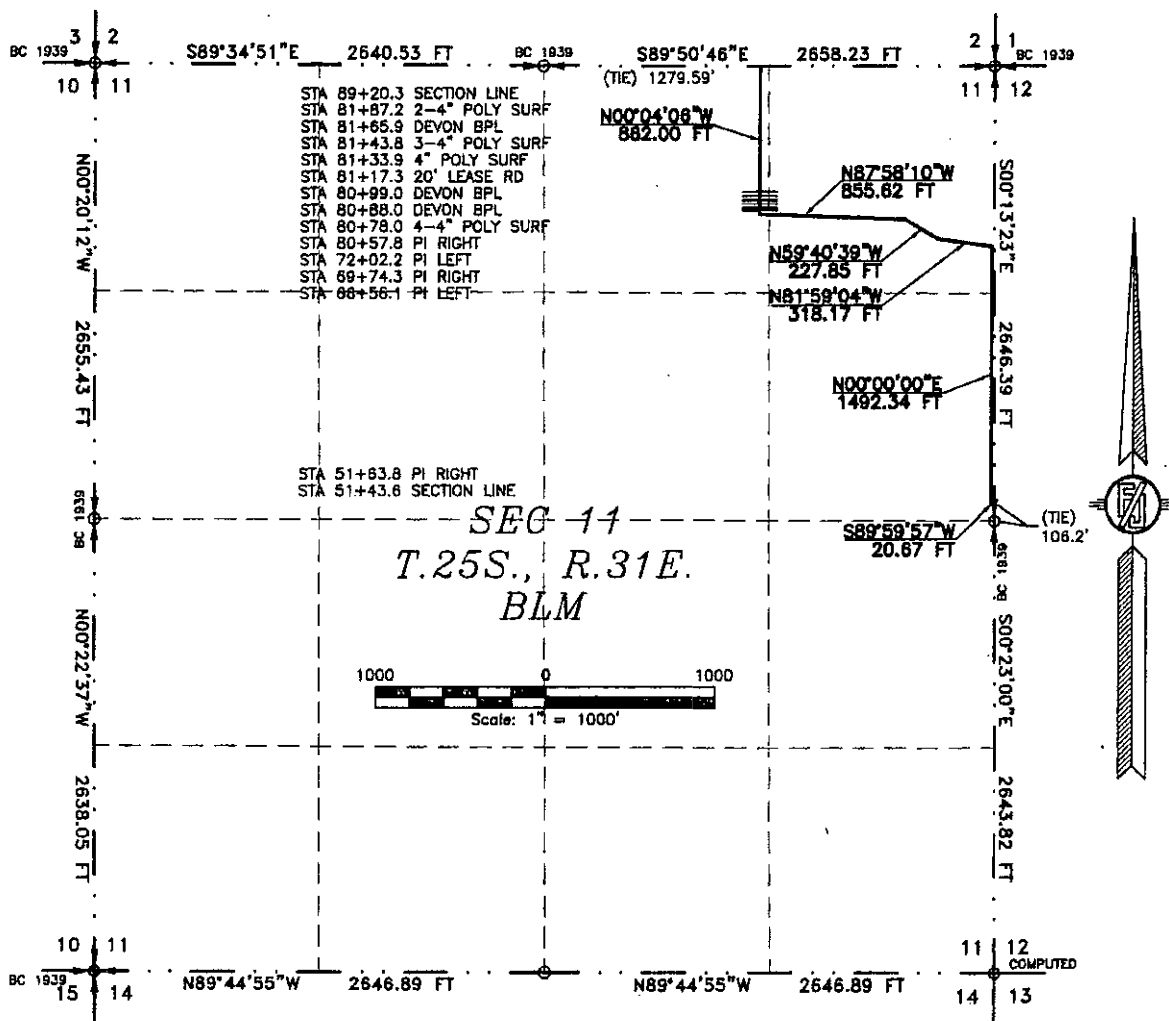 3 2
BC 1939
10 11
S89°34'51"E 2640.53 FT
BC 1939
S89°50'46"E 2658.23 FT
2 1
BC 1939
11 12
(TIE) 1279.59'
STA 89+20.3 SECTION LINE
STA 81+87.2 2-4" POLY SURF
STA 81+65.9 DEVON BPL
STA 81+43.8 3-4" POLY SURF
STA 81+33.9 4" POLY SURF
STA 81+17.3 20' LEASE RD
STA 80+99.0 DEVON BPL
STA 80+88.0 DEVON BPL
STA 80+78.0 4-4" POLY SURF
STA 80+57.8 PI RIGHT
STA 72+02.2 PI LEFT
STA 69+74.3 PI RIGHT
STA 66+56.1 PI LEFT
N00°04'06"W
862.00 FT
N87°58'10"W
855.62 FT
N59°40'39"W
227.85 FT
N81°59'04"W
318.17 FT
N00°00'00"E
1492.34 FT
N00°20'12"W 2655.43 FT
S00°13'23"E 2646.39 FT
STA 51+63.8 PI RIGHT
STA 51+43.6 SECTION LINE
BC 1939
SEC 11
T.25S., R.31E.
BLM
S89°59'57"W
20.67 FT
(TIE)
106.2'
BC 1939
N00°22'37"W 2638.05 FT
S00°23'00"E 2643.82 FT
1000 0 1000
Scale: 1" = 1000'
10 11
BC 1939
15 14
N89°44'55"W 2646.89 FT
N89°44'55"W 2646.89 FT
11 12
COMPUTED
14 13